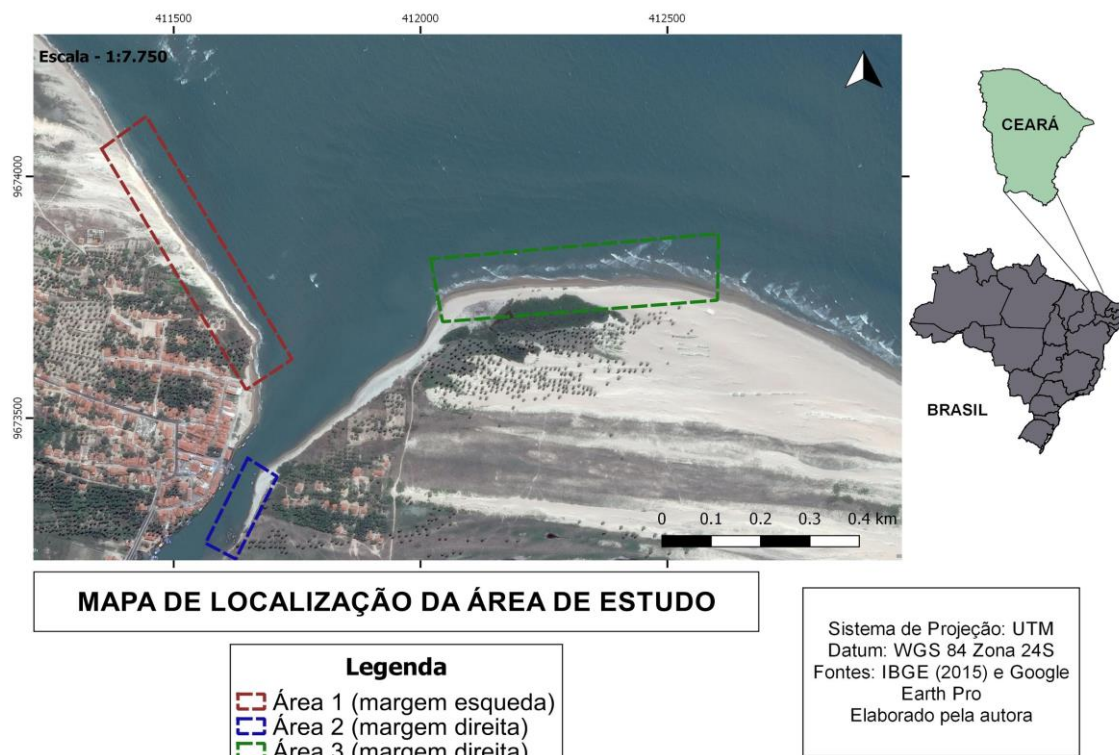 411500 412000 412500
Escala - 1:7.750
9674000
9673500
CEARÁ
BRASIL
0 0.1 0.2 0.3 0.4 km
MAPA DE LOCALIZAÇÃO DA ÁREA DE ESTUDO
Legenda
Área 1 (margem esqueda)
Área 2 (margem direita)
Área 3 (margem direita)
Sistema de Projeção: UTM
Datum: WGS 84 Zona 24S
Fontes: IBGE (2015) e Google
Earth Pro
Elaborado pela autora